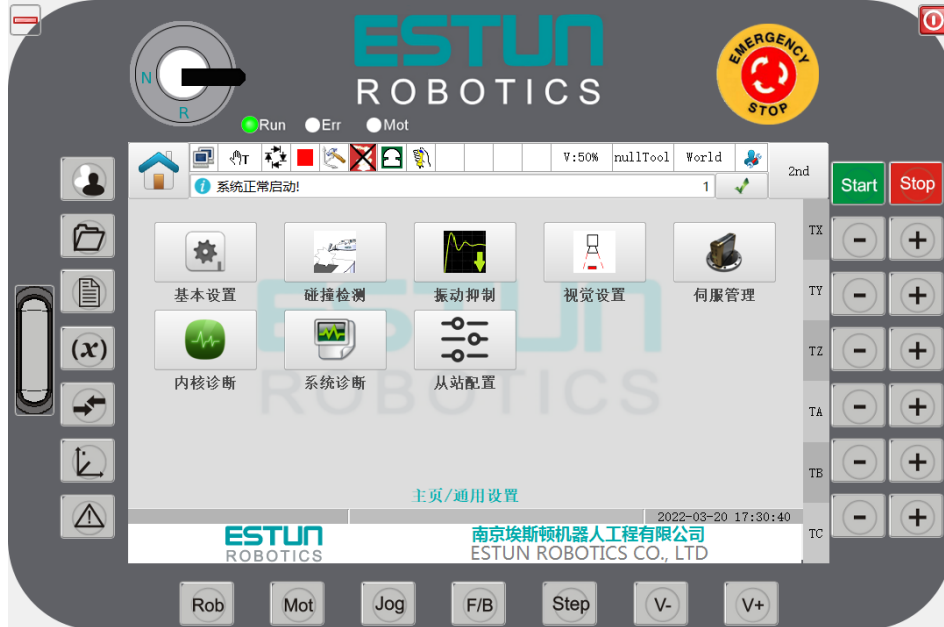 ESTUN
ROBOTICS
N
R
EMERGENCY
STOP
Run Err Mot
T V:50% nullTool World 2nd
系统正常启动! 1
Start Stop
TX - +
基本设置 碰撞检测 振动抑制 视觉设置 伺服管理
TY - +
(x)
TZ - +
内核诊断 系统诊断 从站配置
ESTUN
ROBOTICS
TA - +
TB - +
主页/通用设置
2022-03-20 17:30:40
TC - +
ESTUN
ROBOTICS
南京埃斯顿机器人工程有限公司
ESTUN ROBOTICS CO., LTD
Rob Mot Jog F/B Step V- V+